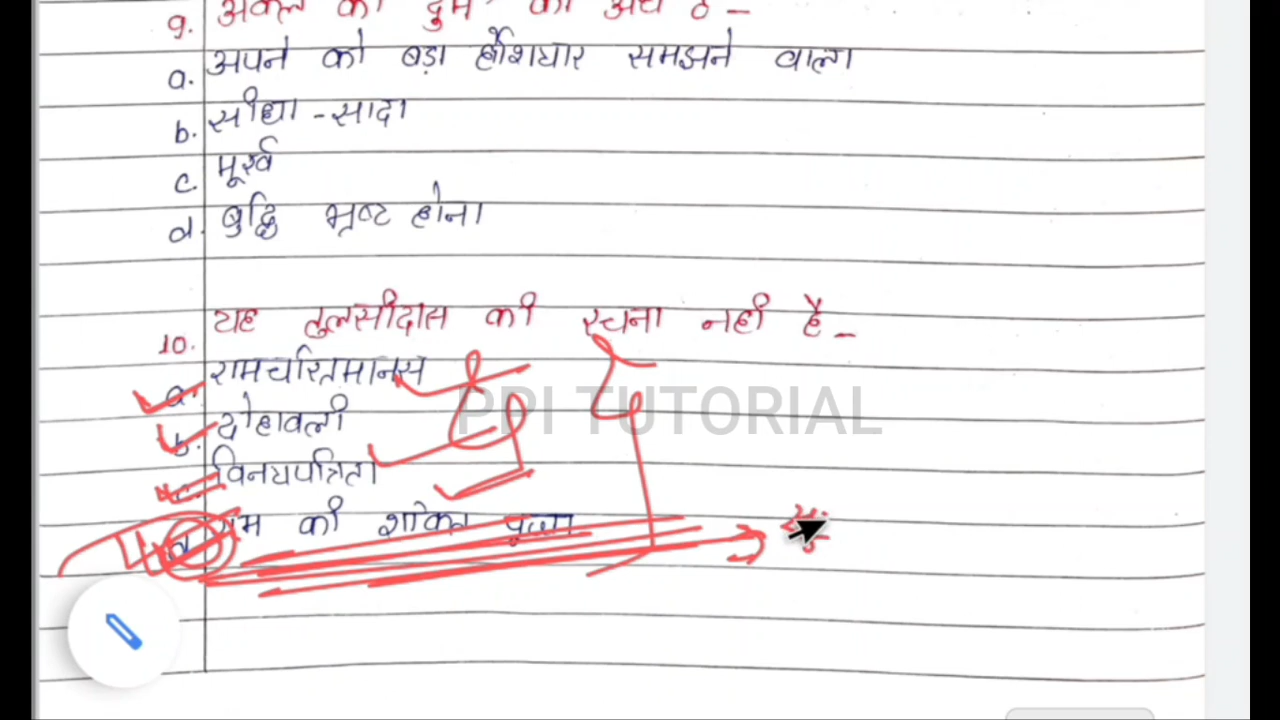 9. अक्ल की दुम का अर्थ है -
a. अपने को बड़ा होशियार समझने वाला
b. सीधा - सादा
c. मूर्ख
d. बुद्धि भ्रष्ट होना
10. यह तुलसीदास की रचना नही है -
a. रामचरितमानस
b. दोहावली
c. विनयपत्रिता
d. राम की शक्ति पूजा
PPI TUTORIAL